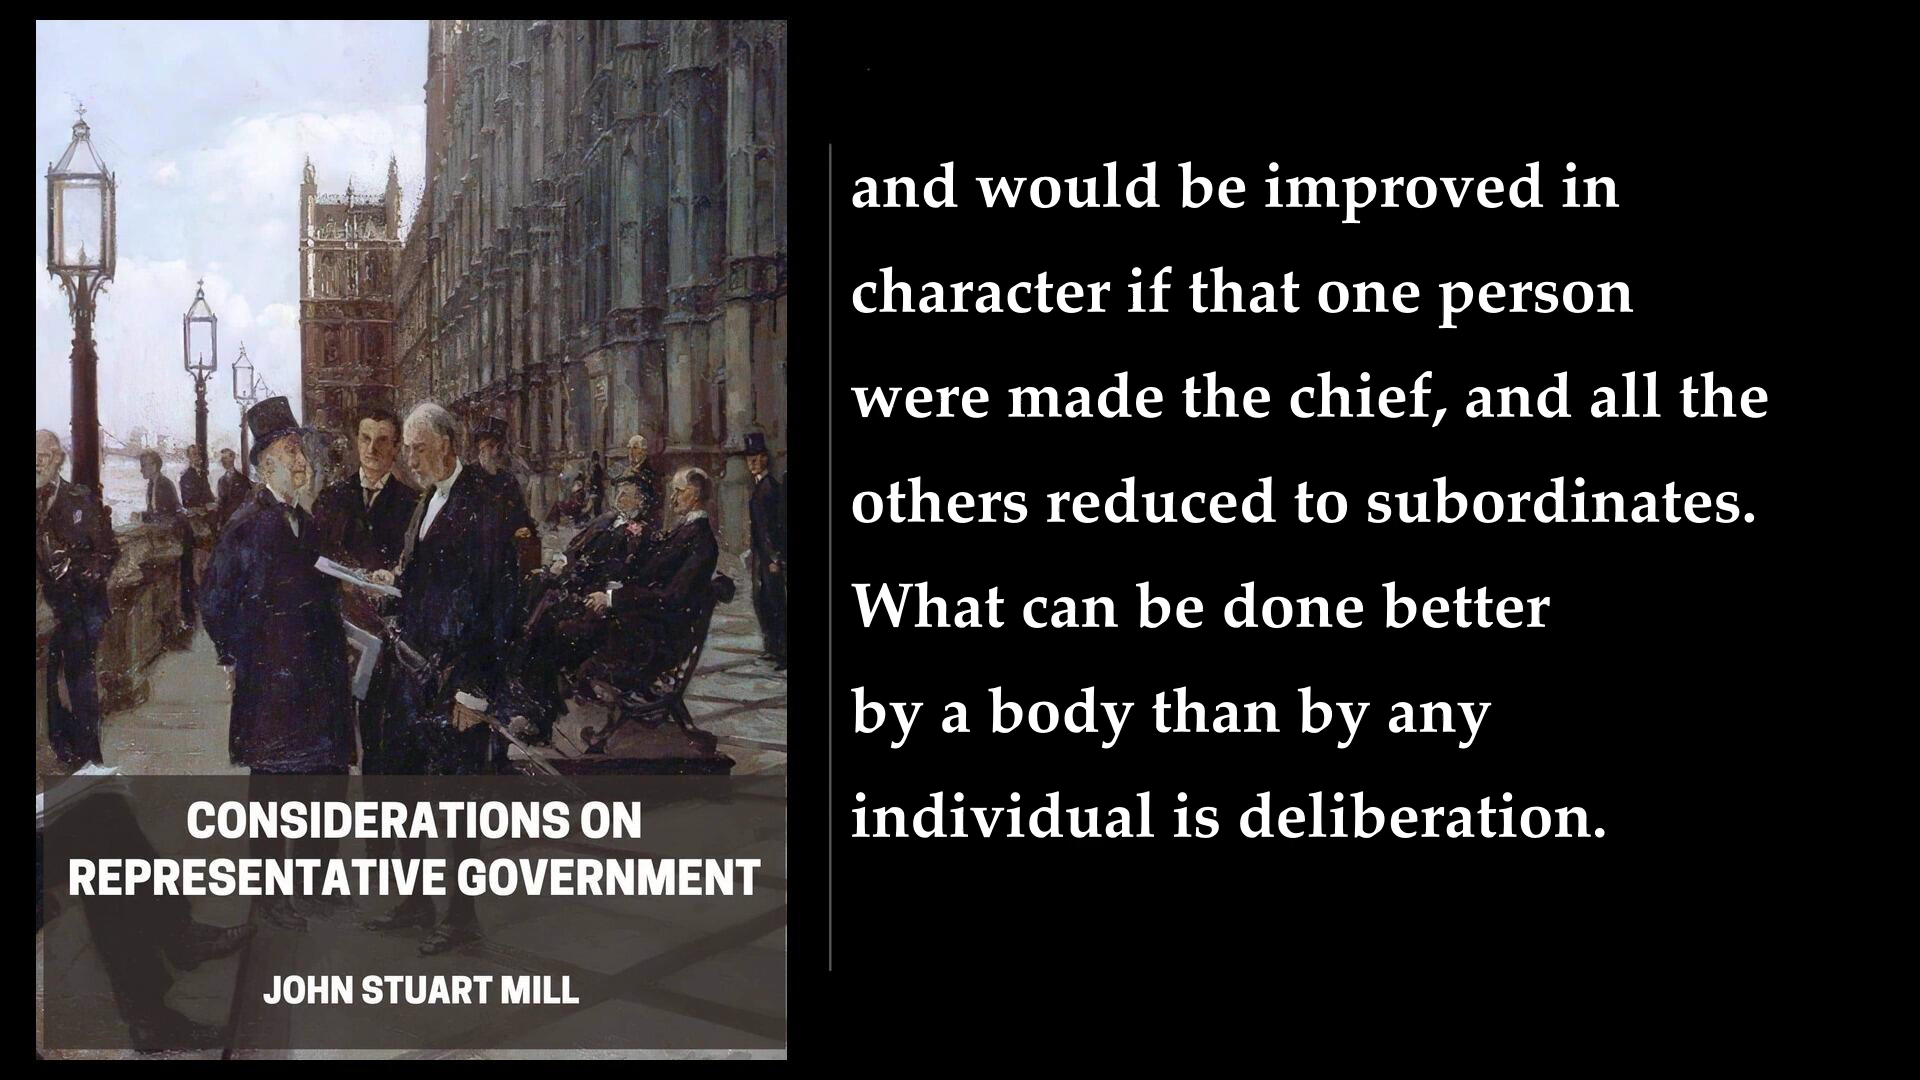 CONSIDERATIONS ON
REPRESENTATIVE GOVERNMENT
JOHN STUART MILL
and would be improved in
character if that one person
were made the chief, and all the
others reduced to subordinates.
What can be done better
by a body than by any
individual is deliberation.